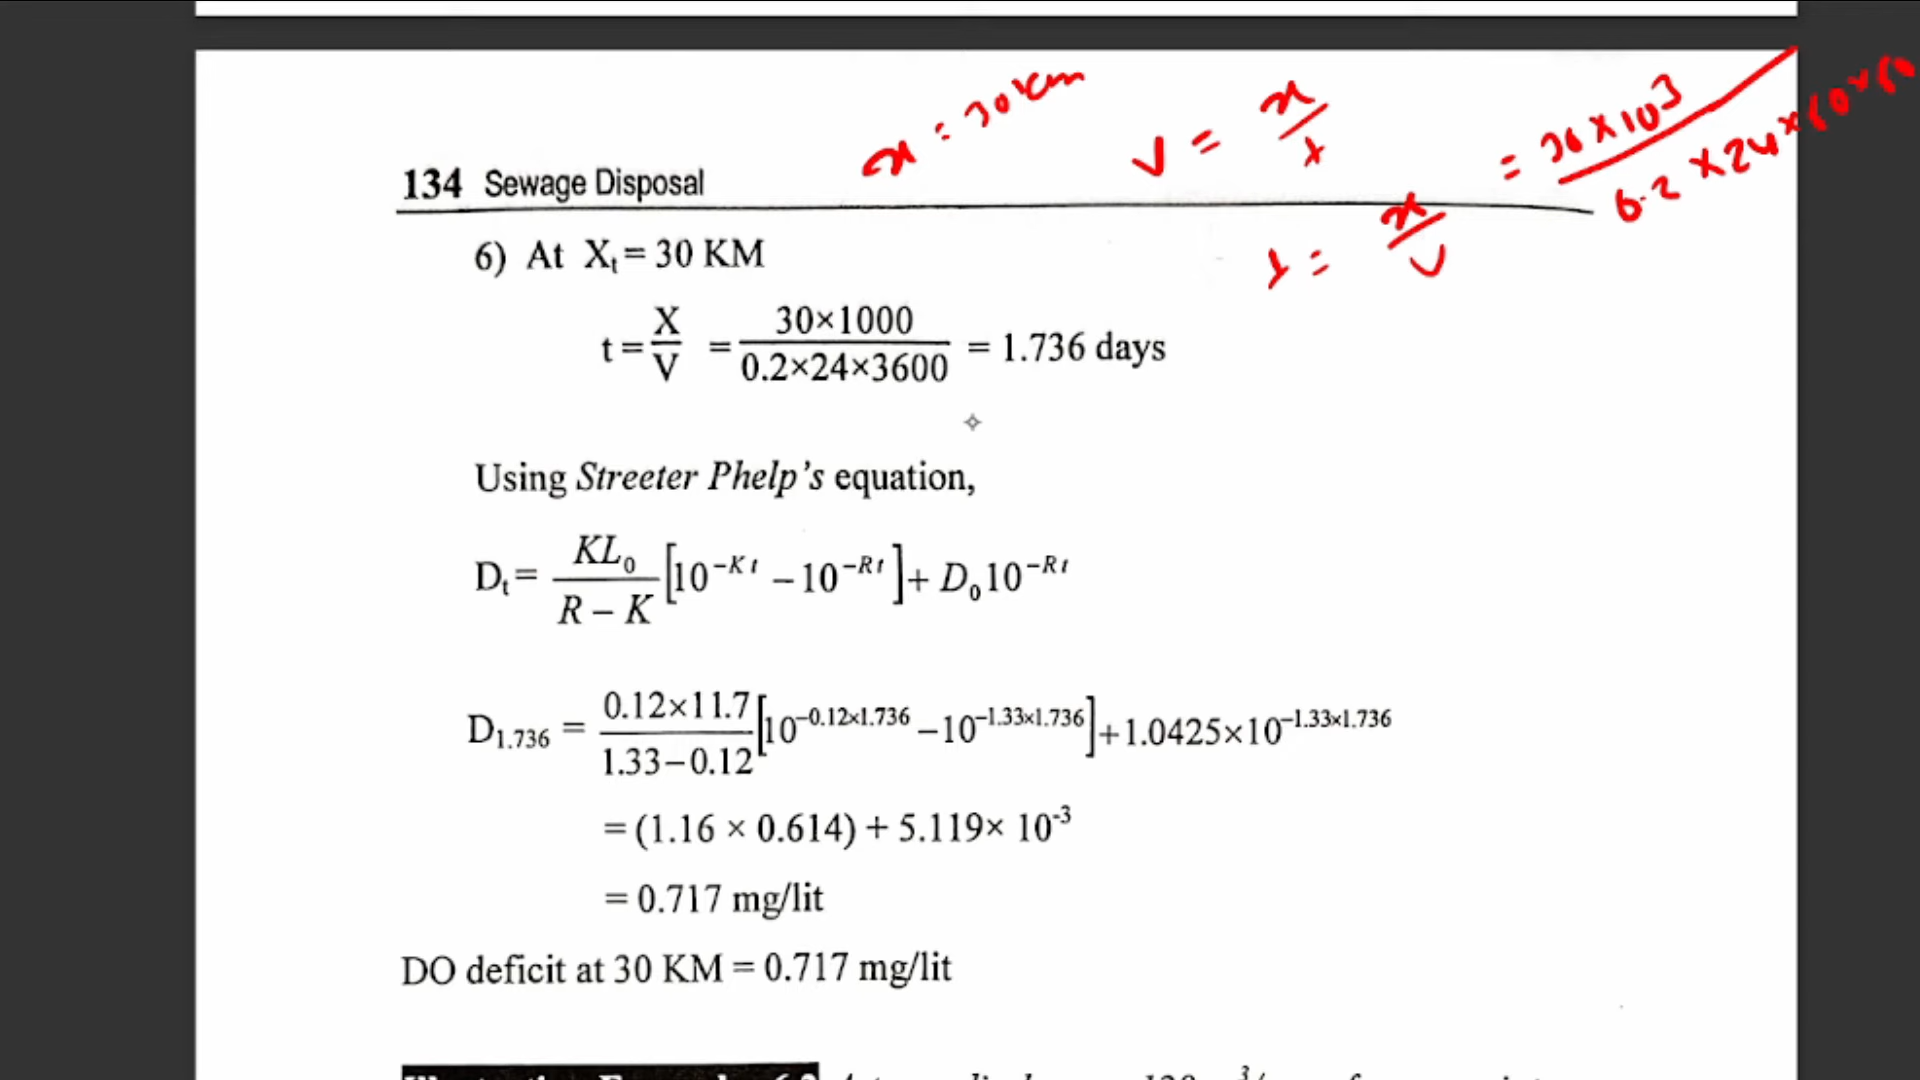 x = 30 km
V = x/t
= 30 × 10³ / 0.2 × 24 × 60 × 60
t = x/V
134 Sewage Disposal
6) At Xₜ = 30 KM
t = X/V = 30×1000 / 0.2×24×3600 = 1.736 days
Using Streeter Phelp's equation,
Dₜ = KL₀ / R – K [10^–Kt – 10^–Rt] + D₀10^–Rt
D₁.₇₃₆ = 0.12×11.7 / 1.33–0.12 [10^–0.12×1.736 – 10^–1.33×1.736] + 1.0425×10^–1.33×1.736
= (1.16 × 0.614) + 5.119× 10⁻³
= 0.717 mg/lit
DO deficit at 30 KM = 0.717 mg/lit